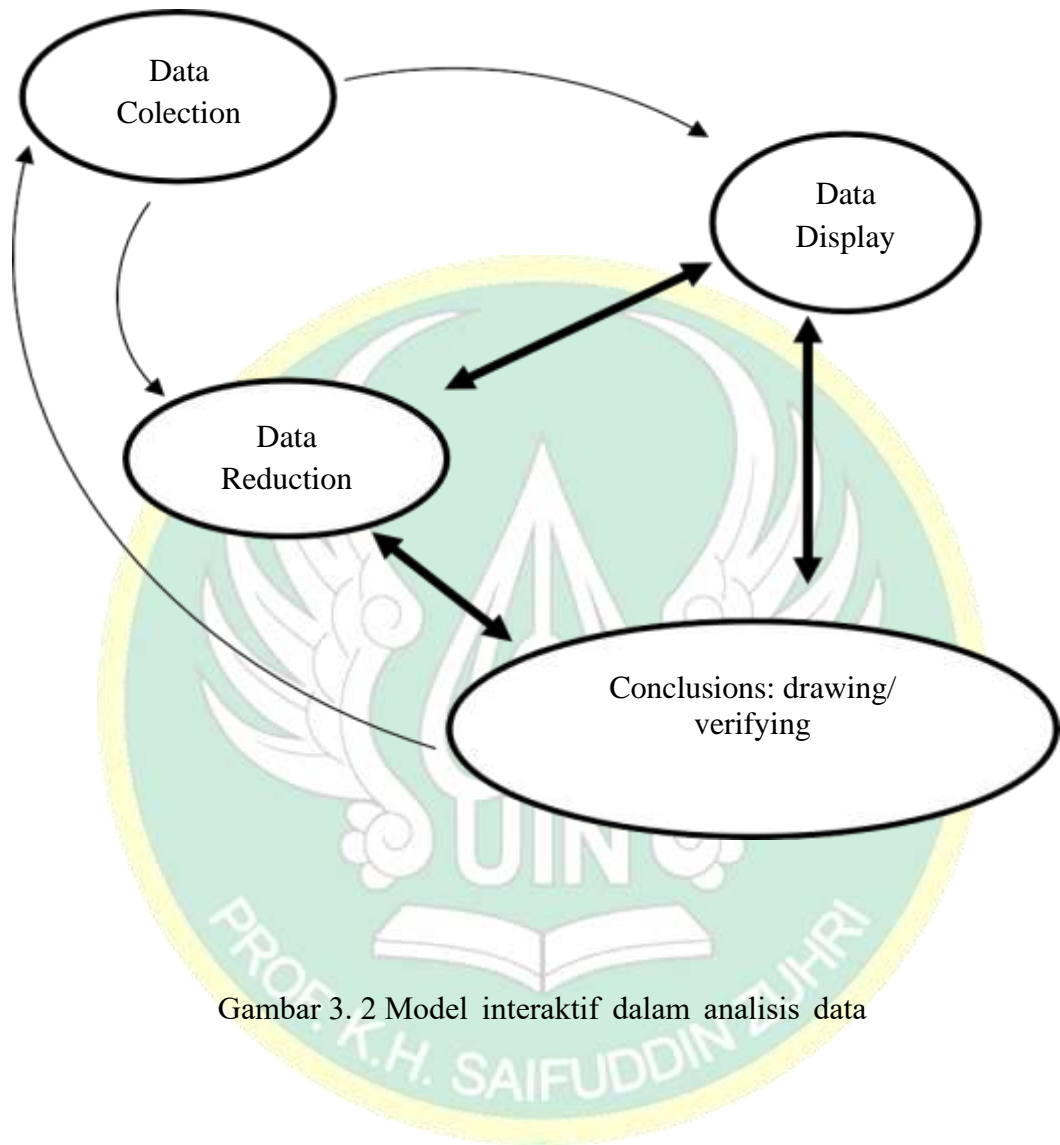 Data
Colection
Data
Display
Data
Reduction
Conclusions: drawing/
verifying
UIN
PROF. K.H. SAIFUDDIN ZUHRI
Gambar 3. 2 Model interaktif dalam analisis data